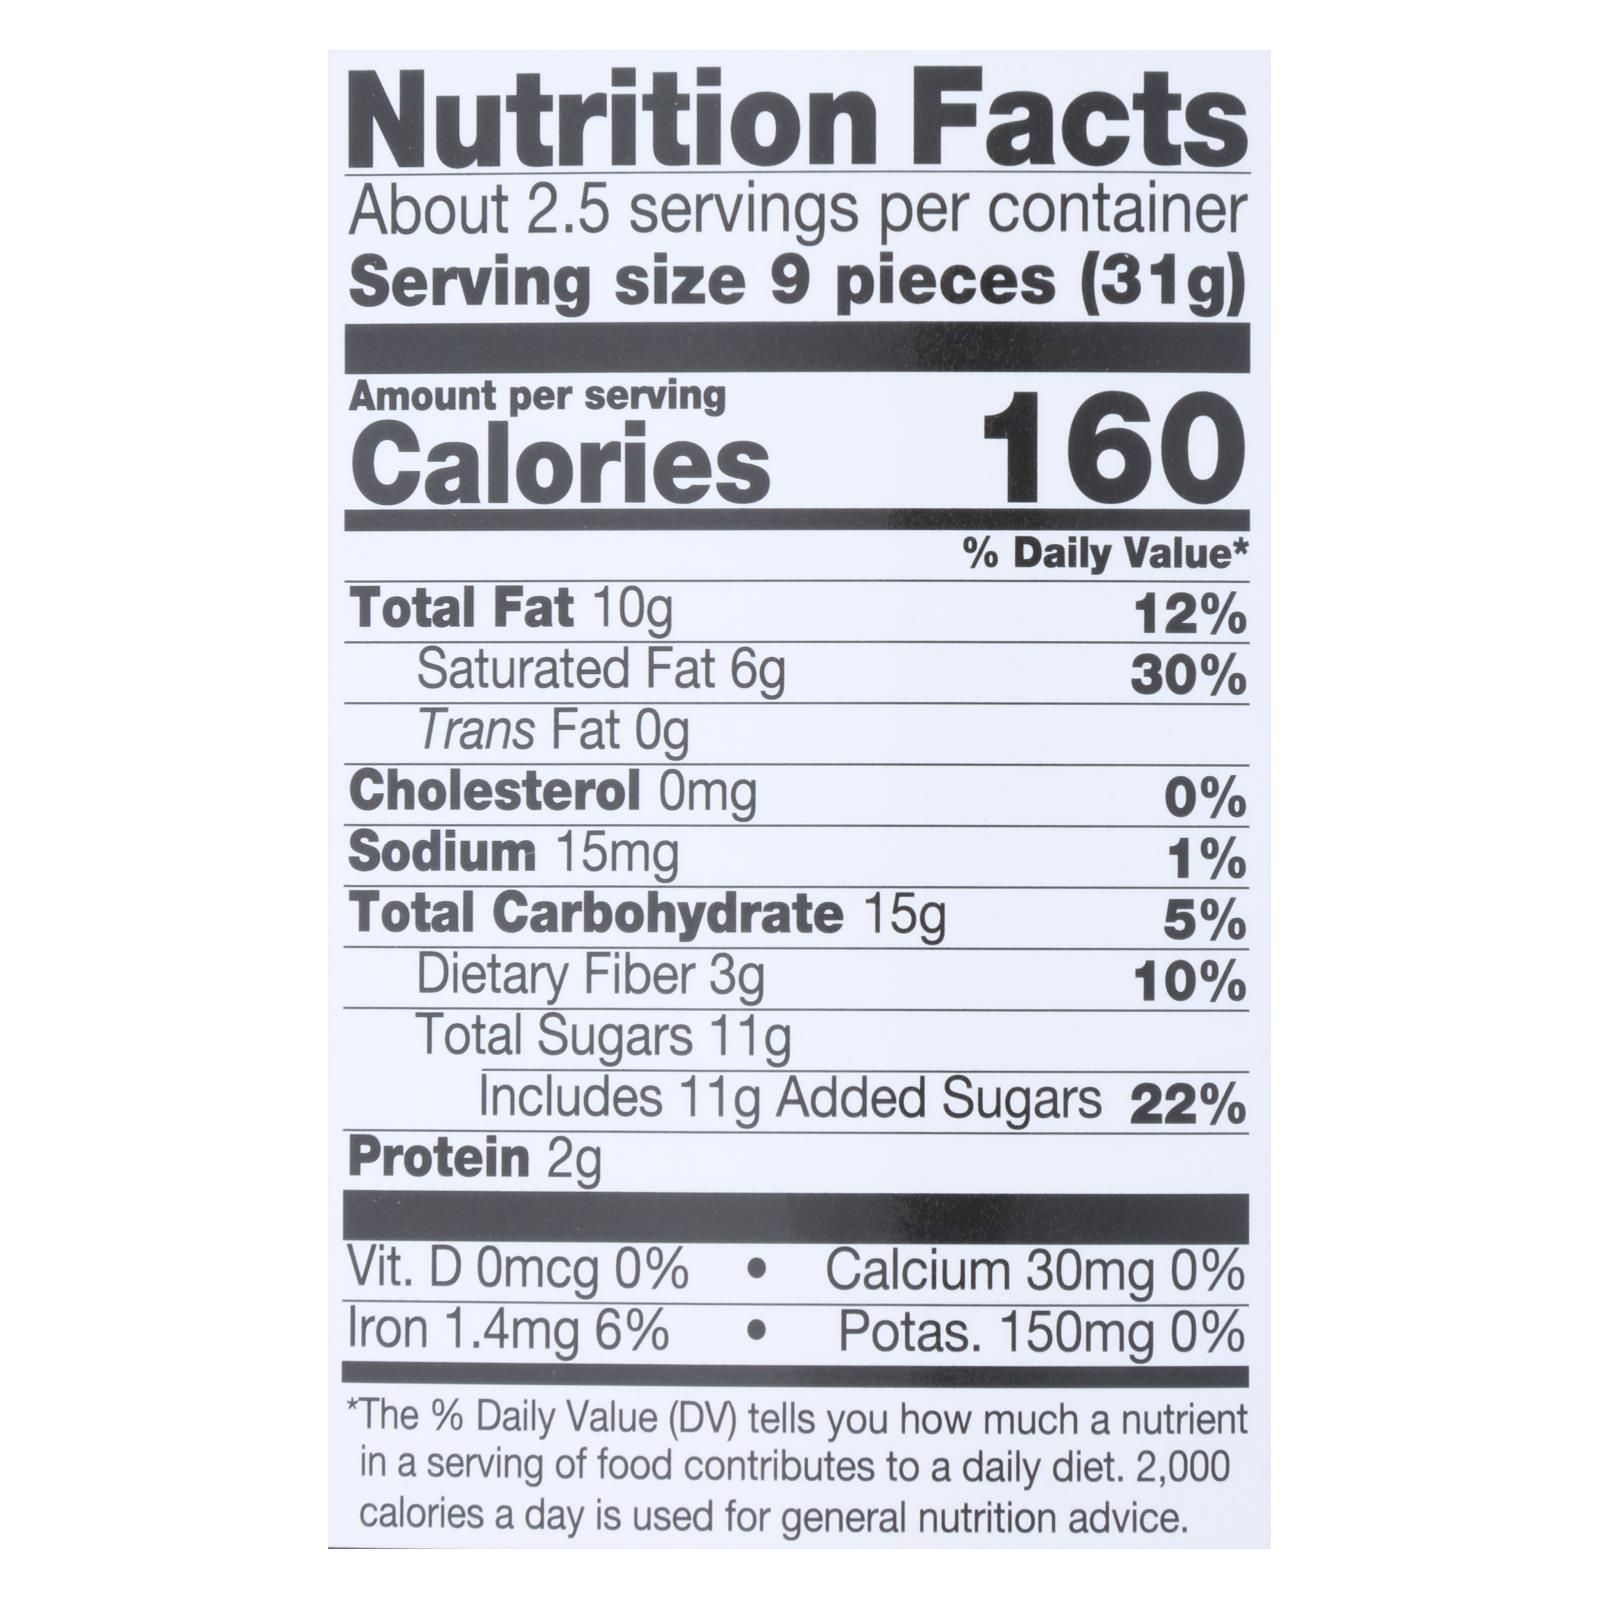 Nutrition Facts
About 2.5 servings per container
Serving size 9 pieces (31g)
Amount per serving
Calories 160
% Daily Value*
Total Fat 10g 12%
Saturated Fat 6g 30%
Trans Fat 0g
Cholesterol 0mg 0%
Sodium 15mg 1%
Total Carbohydrate 15g 5%
Dietary Fiber 3g 10%
Total Sugars 11g
Includes 11g Added Sugars 22%
Protein 2g
Vit. D 0mcg 0% • Calcium 30mg 0%
Iron 1.4mg 6% • Potas. 150mg 0%
*The % Daily Value (DV) tells you how much a nutrient
in a serving of food contributes to a daily diet. 2,000
calories a day is used for general nutrition advice.